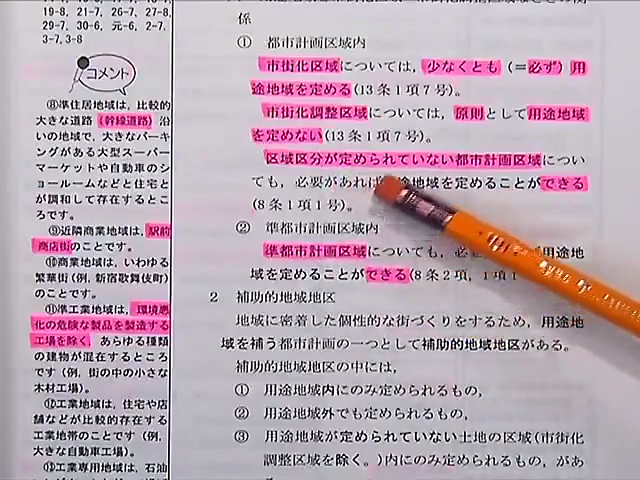 19-8, 21-7, 26-7, 27-8,
29-7, 30-6, 元-6, 2-7,
3-7, 3-8
コメント
⑧準住居地域は，比較的
大きな道路（幹線道路）沿
いの地域で，大きなパーキ
ングがある大型スーパー
マーケットや自動車のシ
ョールームなどと住宅と
が調和して存在するとこ
ろです。
⑨近隣商業地域は，駅前
商店街のことです。
⑩商業地域は，いわゆる
繁華街（例，新宿歌舞伎町）
のことです。
⑪準工業地域は，環境悪
化の危険な製品を製造する
工場を除く，あらゆる種類
の建物が混在するところ
です（例，街の中の小さな
木材工場）。
⑫工業地域は，住宅や店
舗などが比較的存在する
工業地帯のことです（例，
大きな自動車工場）。
⑬工業専用地域は，石油
係
① 都市計画区域内
市街化区域については，少なくとも（＝必ず）用
途地域を定める(13条1項7号)。
市街化調整区域については，原則として用途地域
を定めない(13条1項7号)。
区域区分が定められていない都市計画区域につい
ても，必要があれば 途地域を定めることができる
(8条1項1号)。
② 準都市計画区域内
準都市計画区域についても， 用途地
域を定めることができる(8条2項，1項1
2 補助的地域地区
地域に密着した個性的な街づくりをするため，用途地
域を補う都市計画の一つとして補助的地域地区がある。
補助的地域地区の中には，
① 用途地域内にのみ定められるもの，
② 用途地域外でも定められるもの，
③ 用途地域が定められていない土地の区域(市街化
調整区域を除く。)内にのみ定められるもの，があ